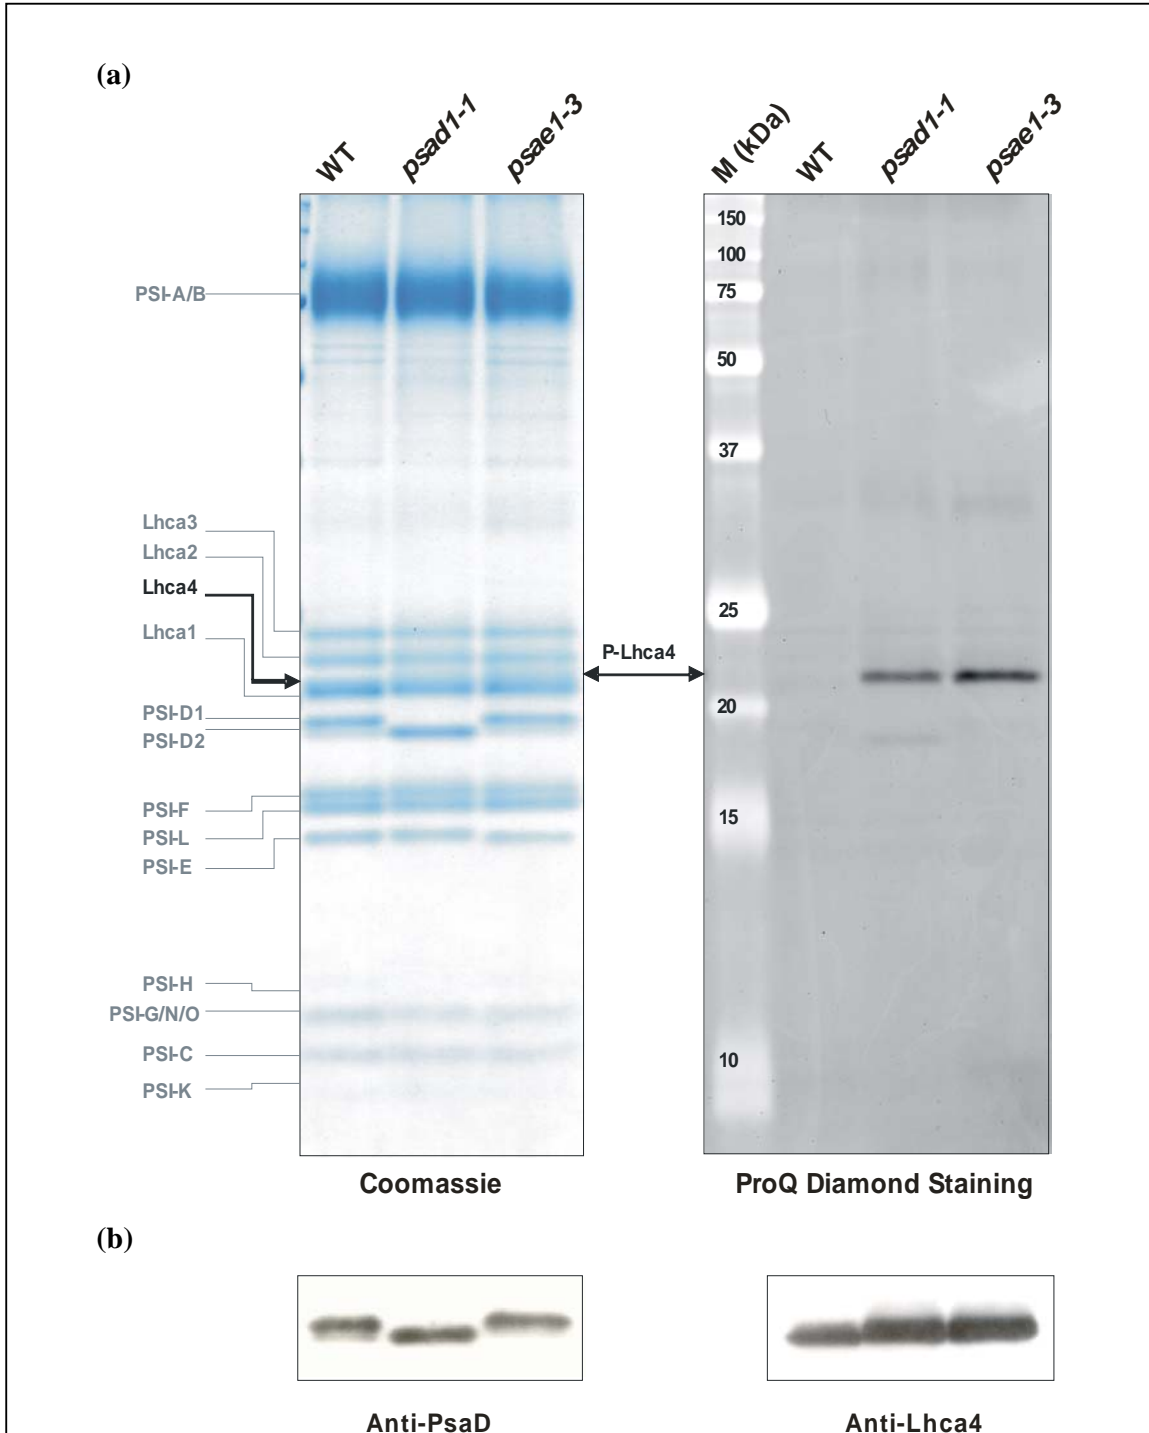 (a)
WT
psad1-1
psae1-3
M (kDa)
WT
psad1-1
psae1-3
PSI-A/B
Lhca3
Lhca2
Lhca4
Lhca1
PSI-D1
PSI-D2
PSI-F
PSI-L
PSI-E
PSI-H
PSI-G/N/O
PSI-C
PSI-K
P-Lhca4
150
100
75
50
37
25
20
15
10
Coomassie
ProQ Diamond Staining
(b)
Anti-PsaD
Anti-Lhca4